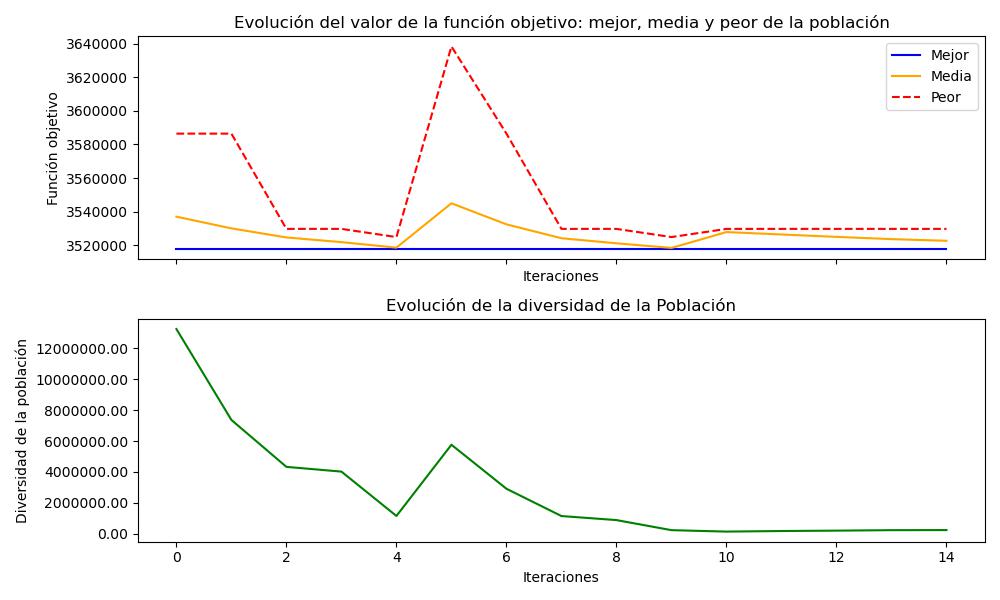 Evolución del valor de la función objetivo: mejor, media y peor de la población
Función objetivo
3640000
3620000
3600000
3580000
3560000
3540000
3520000
Mejor
Media
Peor
Iteraciones
Evolución de la diversidad de la Población
Diversidad de la población
12000000.00
10000000.00
8000000.00
6000000.00
4000000.00
2000000.00
0.00
0 2 4 6 8 10 12 14
Iteraciones